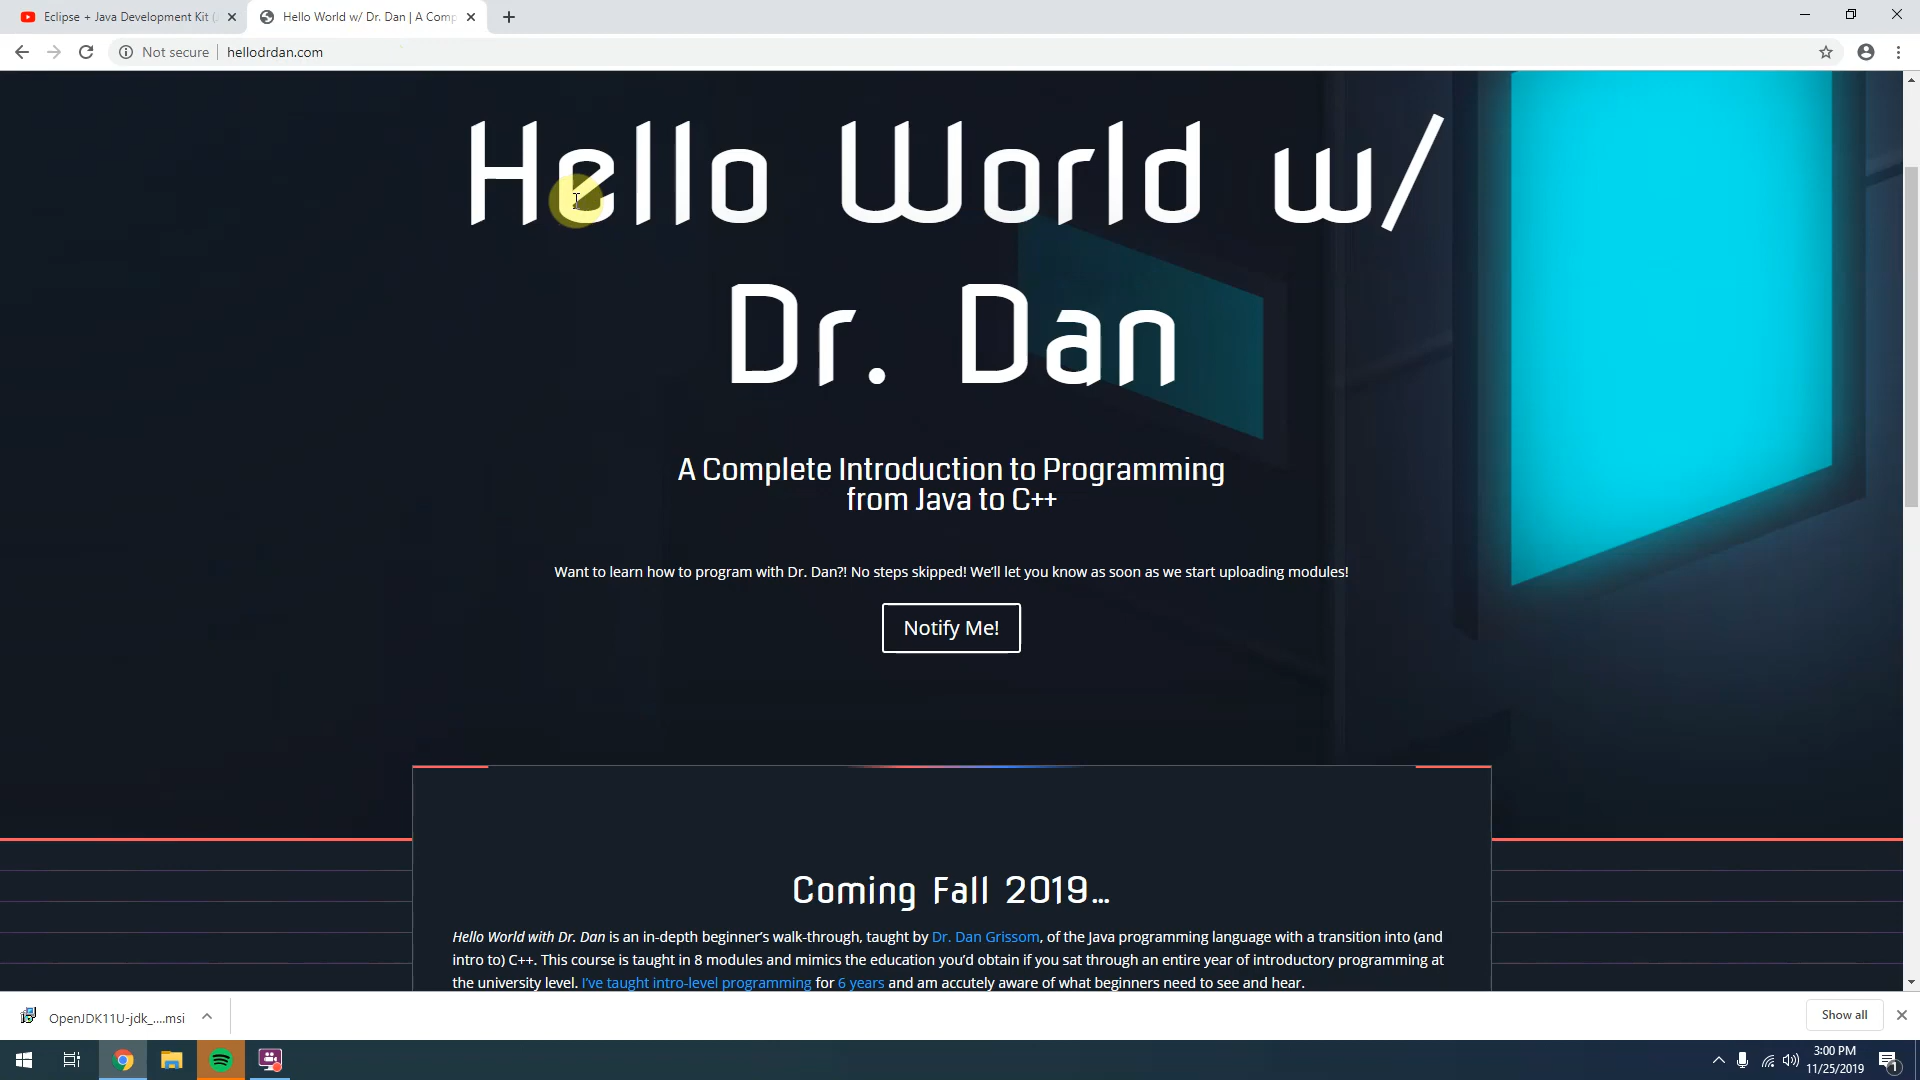 Eclipse + Java Development Kit (
Hello World w/ Dr. Dan | A Comp
Not secure
hellodrdan.com
Hello World w/
Dr. Dan
A Complete Introduction to Programming
from Java to C++
Want to learn how to program with Dr. Dan?! No steps skipped! We'll let you know as soon as we start uploading modules!
Notify Me!
Coming Fall 2019...
Hello World with Dr. Dan is an in-depth beginner's walk-through, taught by Dr. Dan Grissom, of the Java programming language with a transition into (and
intro to) C++. This course is taught in 8 modules and mimics the education you'd obtain if you sat through an entire year of introductory programming at
the university level. I've taught intro-level programming for 6 years and am accutely aware of what beginners need to see and hear.
OpenJDK11U-jdk_....msi
Show all
3:00 PM
11/25/2019
1